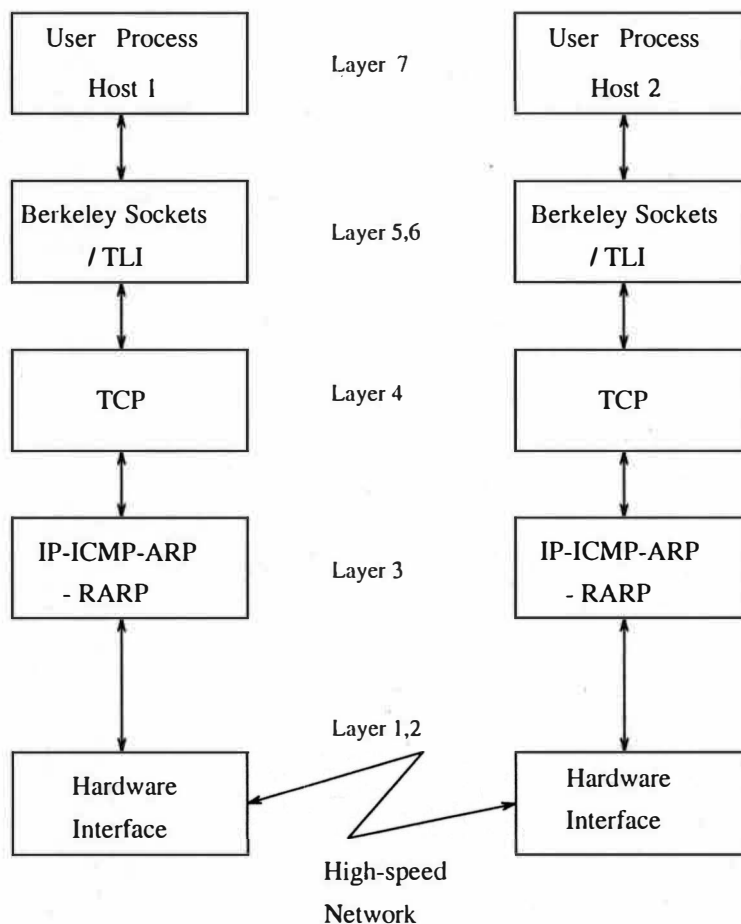 User Process
Host 1
Layer 7
User Process
Host 2
Berkeley Sockets
/ TLI
Layer 5,6
Berkeley Sockets
/ TLI
TCP
Layer 4
TCP
IP-ICMP-ARP
- RARP
Layer 3
IP-ICMP-ARP
- RARP
Layer 1,2
Hardware
Interface
Hardware
Interface
High-speed
Network